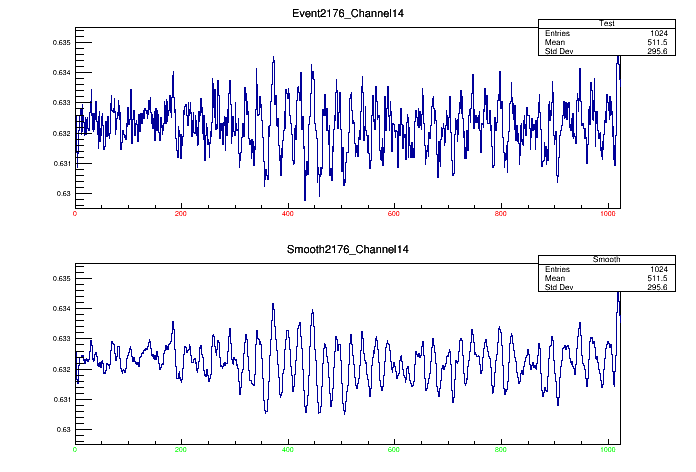 Event2176_Channel14
Test
Entries 1024
Mean 511.5
Std Dev 295.6
0.635
0.634
0.633
0.632
0.631
0.63
0 200 400 600 800 1000
Smooth2176_Channel14
Smooth
Entries 1024
Mean 511.5
Std Dev 295.6
0.635
0.634
0.633
0.632
0.631
0.63
0 200 400 600 800 1000